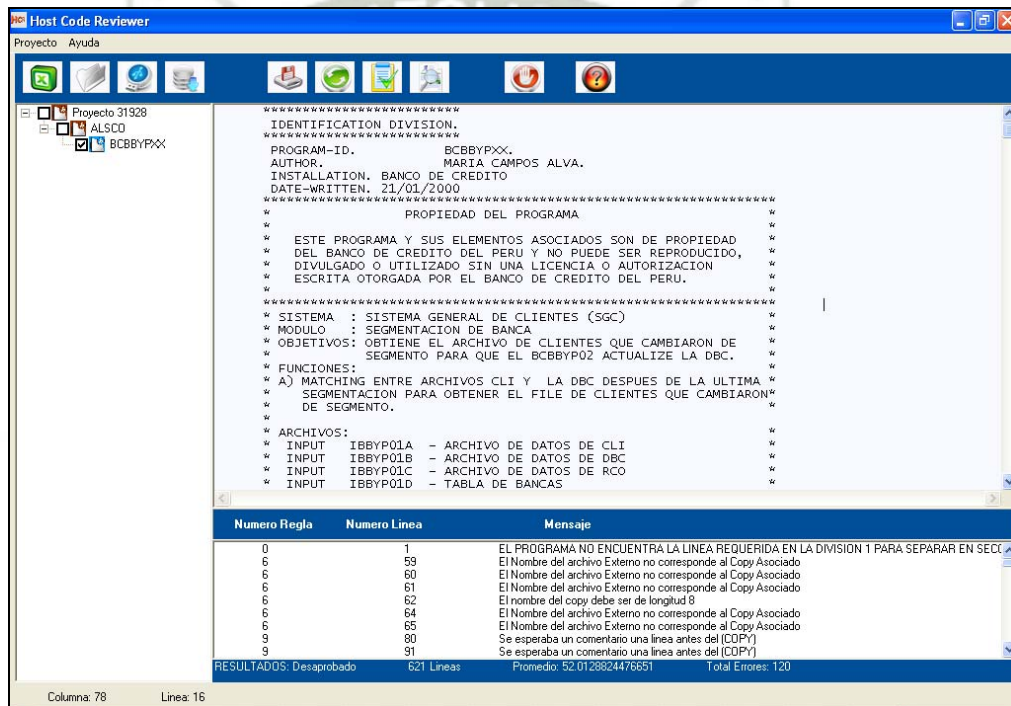 Host Code Reviewer
Proyecto Ayuda
Proyecto 31928
ALSCO
BCBBYPXX
**************************
IDENTIFICATION DIVISION.
**************************
PROGRAM-ID. BCBBYPXX.
AUTHOR. MARIA CAMPOS ALVA.
INSTALLATION. BANCO DE CREDITO
DATE-WRITTEN. 21/01/2000
*****************************************************************
* PROPIEDAD DEL PROGRAMA *
* *
* ESTE PROGRAMA Y SUS ELEMENTOS ASOCIADOS SON DE PROPIEDAD *
* DEL BANCO DE CREDITO DEL PERU Y NO PUEDE SER REPRODUCIDO, *
* DIVULGADO O UTILIZADO SIN UNA LICENCIA O AUTORIZACION *
* ESCRITA OTORGADA POR EL BANCO DE CREDITO DEL PERU. *
* *
*****************************************************************
* SISTEMA : SISTEMA GENERAL DE CLIENTES (SGC) *
* MODULO : SEGMENTACION DE BANCA *
* OBJETIVOS: OBTIENE EL ARCHIVO DE CLIENTES QUE CAMBIARON DE *
* SEGMENTO PARA QUE EL BCBBYP02 ACTUALIZE LA DBC. *
* FUNCIONES: *
* A) MATCHING ENTRE ARCHIVOS CLI Y LA DBC DESPUES DE LA ULTIMA *
* SEGMENTACION PARA OBTENER EL FILE DE CLIENTES QUE CAMBIARON*
* DE SEGMENTO. *
* *
* ARCHIVOS: *
* INPUT IBBYP01A - ARCHIVO DE DATOS DE CLI *
* INPUT IBBYP01B - ARCHIVO DE DATOS DE DBC *
* INPUT IBBYP01C - ARCHIVO DE DATOS DE RCO *
* INPUT IBBYP01D - TABLA DE BANCAS *
Numero Regla Numero Linea Mensaje
0 1 EL PROGRAMA NO ENCUENTRA LA LINEA REQUERIDA EN LA DIVISION 1 PARA SEPARAR EN SECC
6 59 El Nombre del archivo Externo no corresponde al Copy Asociado
6 60 El Nombre del archivo Externo no corresponde al Copy Asociado
6 61 El Nombre del archivo Externo no corresponde al Copy Asociado
6 62 El nombre del copy debe ser de longitud 8
6 64 El Nombre del archivo Externo no corresponde al Copy Asociado
6 65 El Nombre del archivo Externo no corresponde al Copy Asociado
9 80 Se esperaba un comentario una linea antes del (COPY)
9 91 Se esperaba un comentario una linea antes del (COPY)
RESULTADOS: Desaprobado 621 Lineas Promedio: 52.0128824476651 Total Errores: 120
Columna: 78 Linea: 16